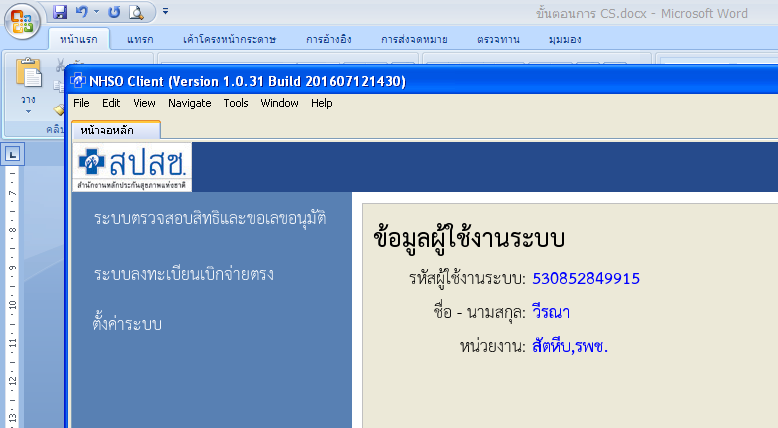 ขั้นตอนการ CS.docx - Microsoft Word
หน้าแรก แทรก เค้าโครงหน้ากระดาษ การอ้างอิง การส่งจดหมาย ตรวจทาน มุมมอง
วาง
NHSO Client (Version 1.0.31 Build 201607121430)
File Edit View Navigate Tools Window Help
หน้าจอหลัก
สปสช.
สำนักงานหลักประกันสุขภาพแห่งชาติ
ระบบตรวจสอบสิทธิและขอเลขอนุมัติ
ระบบลงทะเบียนเบิกจ่ายตรง
ตั้งค่าระบบ
ข้อมูลผู้ใช้งานระบบ
รหัสผู้ใช้งานระบบ: 530852849915
ชื่อ - นามสกุล: วีรณา
หน่วยงาน: สัตหีบ,รพช.
7
8
9
10
11
12
13